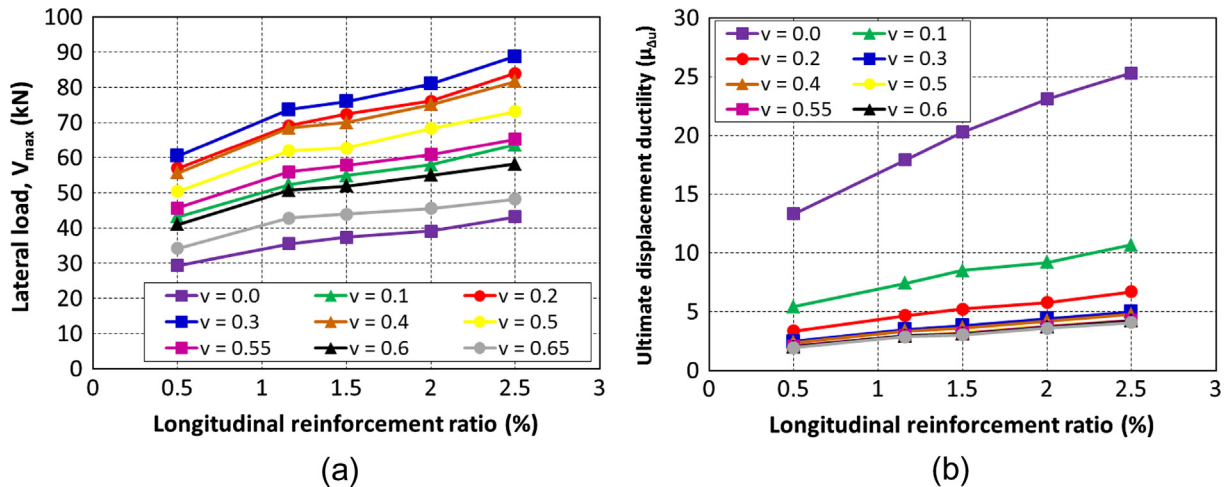 100
90
80
70
60
50
40
30
20
10
0
Lateral load, Vmax (kN)
v = 0.0
v = 0.1
v = 0.2
v = 0.3
v = 0.4
v = 0.5
v = 0.55
v = 0.6
v = 0.65
0 0.5 1 1.5 2 2.5 3
Longitudinal reinforcement ratio (%)
(a)
30
25
20
15
10
5
0
Ultimate displacement ductility (μΔu)
v = 0.0
v = 0.1
v = 0.2
v = 0.3
v = 0.4
v = 0.5
v = 0.55
v = 0.6
0 0.5 1 1.5 2 2.5 3
Longitudinal reinforcement ratio (%)
(b)